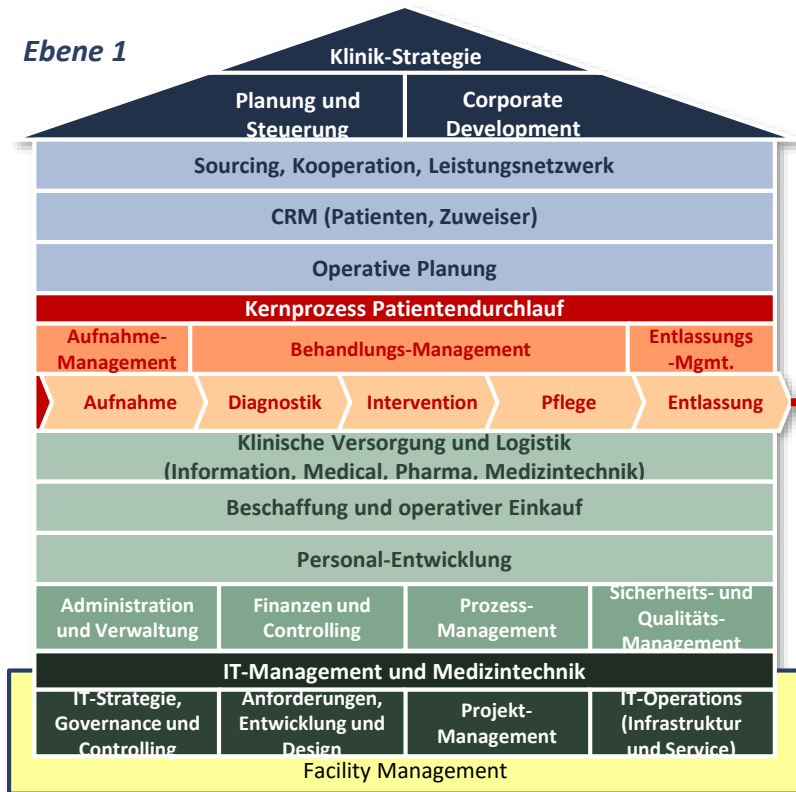 Ebene 1
Klinik-Strategie
Planung und
Steuerung
Corporate
Development
Sourcing, Kooperation, Leistungsnetzwerk
CRM (Patienten, Zuweiser)
Operative Planung
Kernprozess Patientendurchlauf
Aufnahme-
Management
Behandlungs-Management
Entlassungs
-Mgmt.
Aufnahme
Diagnostik
Intervention
Pflege
Entlassung
Klinische Versorgung und Logistik
(Information, Medical, Pharma, Medizintechnik)
Beschaffung und operativer Einkauf
Personal-Entwicklung
Administration
und Verwaltung
Finanzen und
Controlling
Prozess-
Management
Sicherheits- und
Qualitäts-
Management
IT-Management und Medizintechnik
IT-Strategie,
Governance und
Controlling
Anforderungen,
Entwicklung und
Design
Projekt-
Management
IT-Operations
(Infrastruktur
und Service)
Facility Management